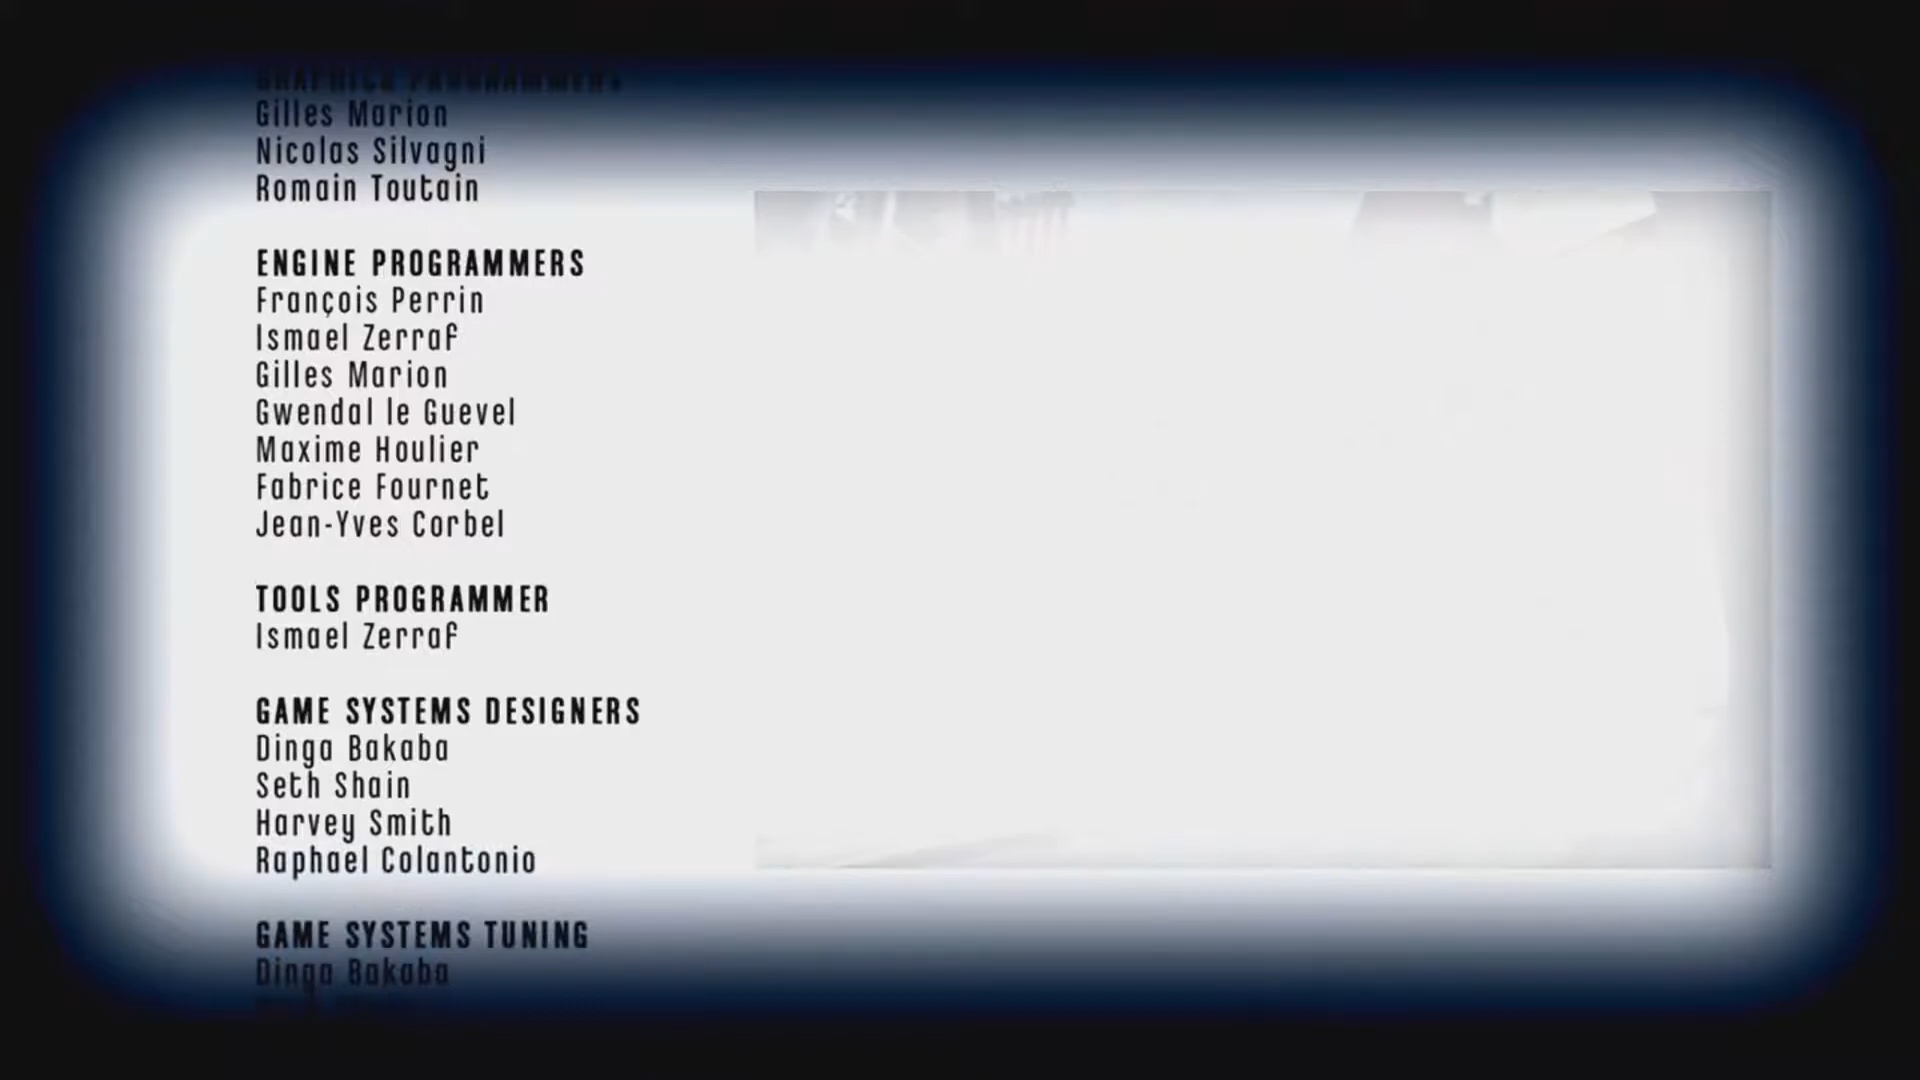 GRAPHICS PROGRAMMERS
Gilles Marion
Nicolas Silvagni
Romain Toutain
ENGINE PROGRAMMERS
François Perrin
Ismael Zerraf
Gilles Marion
Gwendal le Guevel
Maxime Houlier
Fabrice Fournet
Jean-Yves Corbel
TOOLS PROGRAMMER
Ismael Zerraf
GAME SYSTEMS DESIGNERS
Dinga Bakaba
Seth Shain
Harvey Smith
Raphael Colantonio
GAME SYSTEMS TUNING
Dinga Bakaba